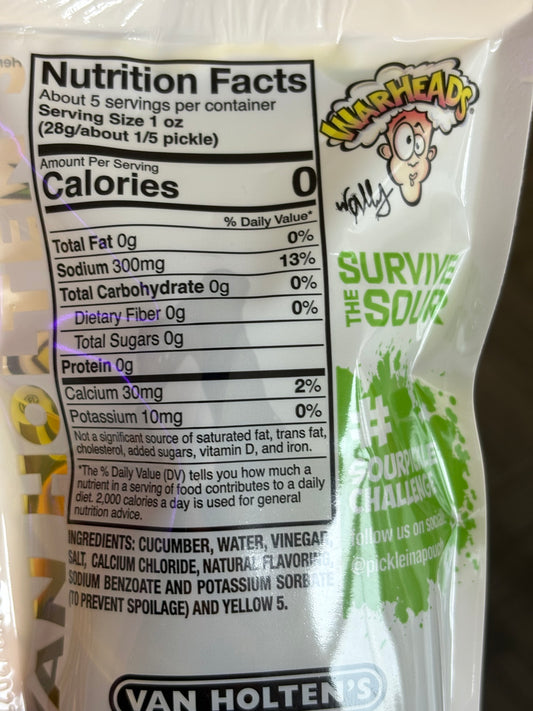 Nutrition Facts
About 5 servings per container
Serving Size 1 oz
(28g/about 1/5 pickle)
Amount Per Serving
Calories 0
% Daily Value*
Total Fat 0g 0%
Sodium 300mg 13%
Total Carbohydrate 0g 0%
Dietary Fiber 0g 0%
Total Sugars 0g
Protein 0g
Calcium 30mg 2%
Potassium 10mg 0%
Not a significant source of saturated fat, trans fat,
cholesterol, added sugars, vitamin D, and iron.
*The % Daily Value (DV) tells you how much a
nutrient in a serving of food contributes to a daily
diet. 2,000 calories a day is used for general
nutrition advice.
INGREDIENTS: CUCUMBER, WATER, VINEGAR,
SALT, CALCIUM CHLORIDE, NATURAL FLAVORING,
SODIUM BENZOATE AND POTASSIUM SORBATE
(TO PREVENT SPOILAGE) AND YELLOW 5.
VAN HOLTEN'S
WARHEADS
Wally
SURVIVE
THE SOUR
#
CHALLENGE
follow us on social
@pickleinapouch